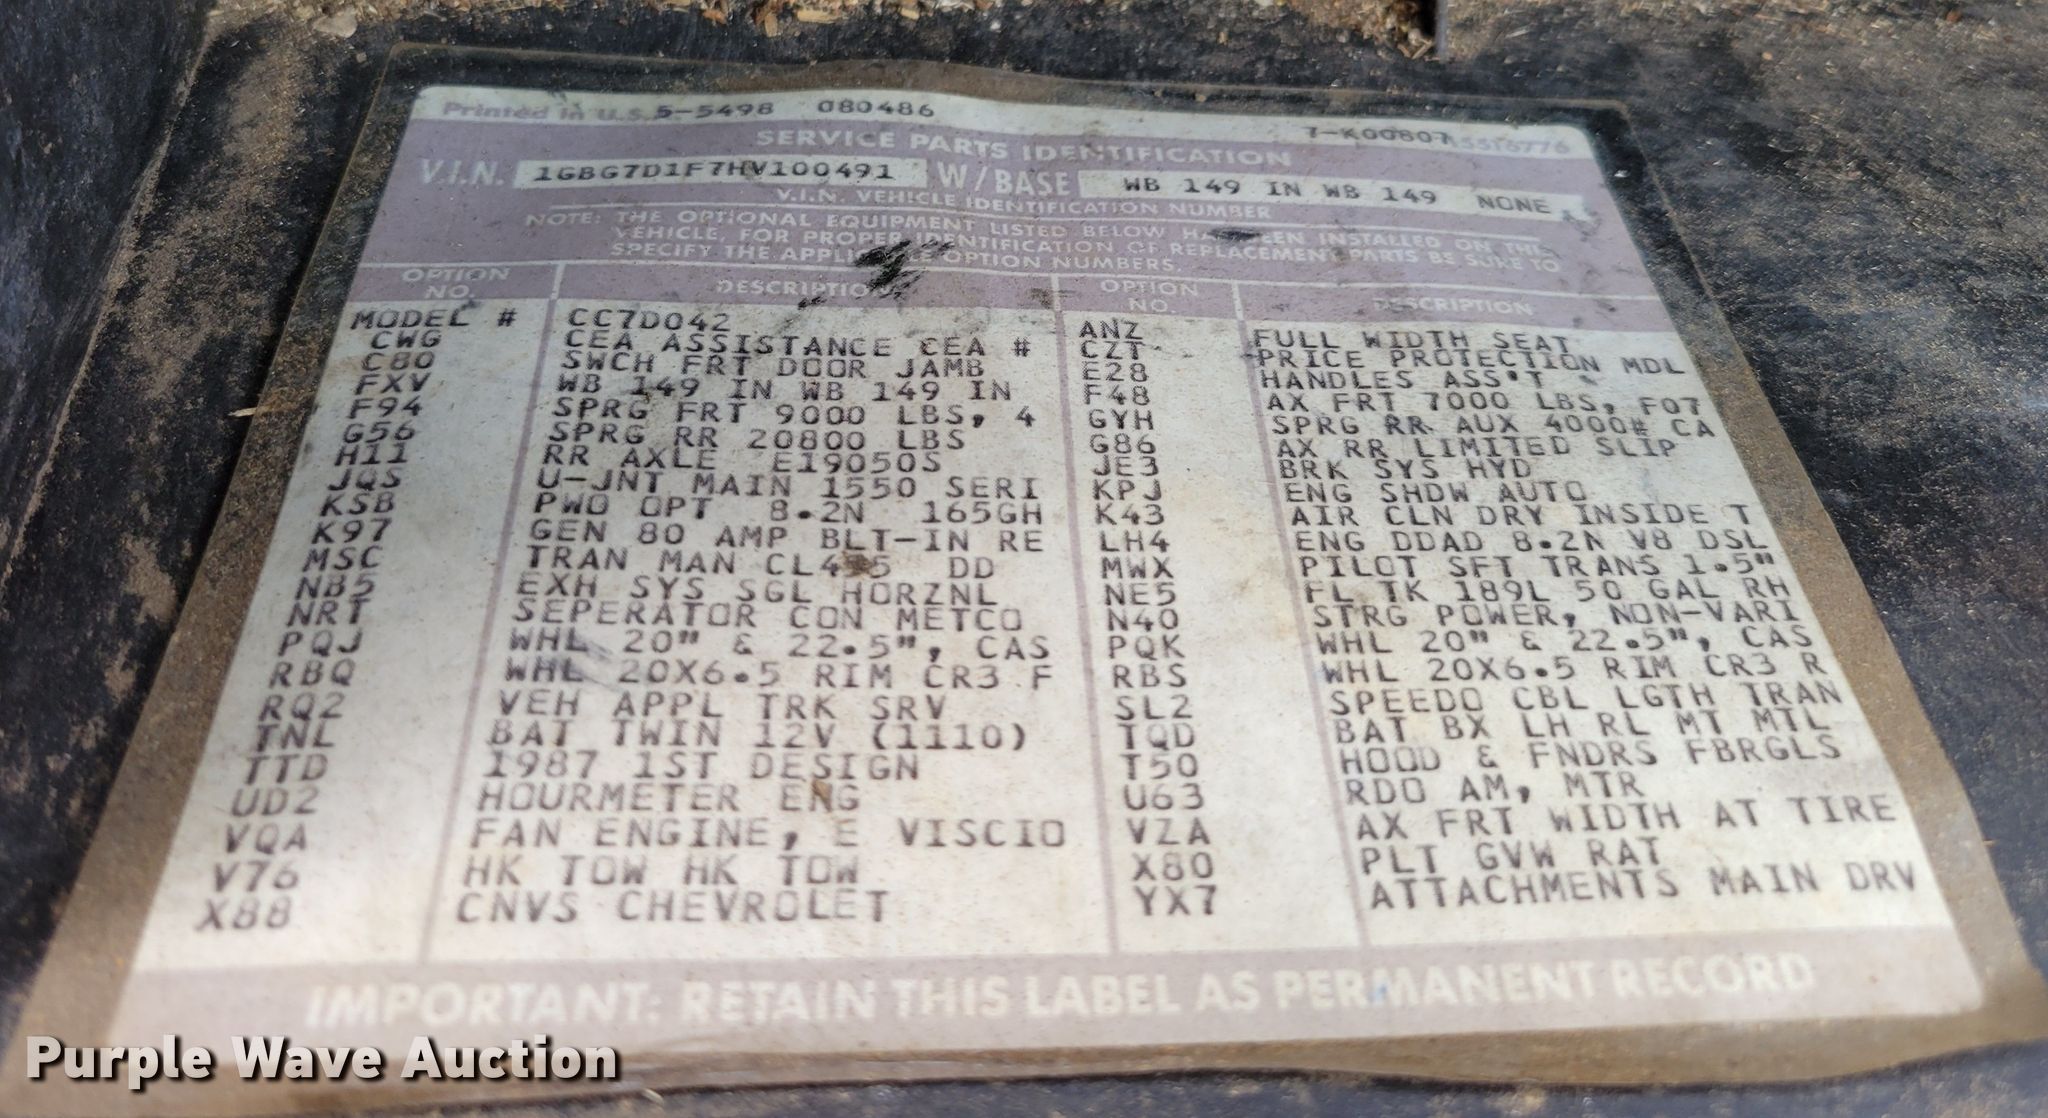 Printed in U.S. 5-5498 080486 7-K00807
SERVICE PARTS IDENTIFICATION
V.I.N. 1GBG7D1F7HV100491 W/BASE WB 149 IN WB 149 NONE
V.I.N. VEHICLE IDENTIFICATION NUMBER
NOTE: THE OPTIONAL EQUIPMENT LISTED BELOW HAS BEEN INSTALLED ON THIS
VEHICLE. FOR PROPER IDENTIFICATION OF REPLACEMENT PARTS BE SURE TO
SPECIFY THE APPLICABLE OPTION NUMBERS.
OPTION NO. DESCRIPTION OPTION NO. DESCRIPTION
MODEL # CC7D042 ANZ FULL WIDTH SEAT
CWG CEA ASSISTANCE CEA # CZT PRICE PROTECTION MDL
C80 SWCH FRT DOOR JAMB E28 HANDLES ASS'T
FXV WB 149 IN WB 149 IN F48 AX FRT 7000 LBS, F07
F94 SPRG FRT 9000 LBS, 4 GYH SPRG RR AUX 4000# CA
G56 SPRG RR 20800 LBS G86 AX RR LIMITED SLIP
H11 RR AXLE E19050S JE3 BRK SYS HYD
JQS U-JNT MAIN 1550 SERI KPJ ENG SHDW AUTO
KSB PWO OPT 8.2N 165GH K43 AIR CLN DRY INSIDE T
K97 GEN 80 AMP BLT-IN RE LH4 ENG DDAD 8.2N V8 DSL
MSC TRAN MAN DD MWX PILOT SFT TRANS 1.5"
NB5 EXH SYS SGL HORZNL NE5 FL TK 189L 50 GAL RH
NRT SEPERATOR CON METCO N40 STRG POWER, NON-VARI
PQJ WHL 20" & 22.5", CAS PQK WHL 20" & 22.5", CAS
RBQ WHL 20X6.5 RIM CR3 F RBS WHL 20X6.5 RIM CR3 R
RQ2 VEH APPL TRK SRV SL2 SPEEDO CBL LGTH TRAN
TNL BAT TWIN 12V (1110) TQD BAT BX LH RL MT MTL
TTD 1987 1ST DESIGN T50 HOOD & FNDRS FBRGLS
UD2 HOURMETER ENG U63 RDO AM, MTR
VQA FAN ENGINE, E VISCIO VZA AX FRT WIDTH AT TIRE
V76 HK TOW HK TOW X80 PLT GVW RAT
X88 CNVS CHEVROLET YX7 ATTACHMENTS MAIN DRV
IMPORTANT: RETAIN THIS LABEL AS PERMANENT RECORD
Purple Wave Auction